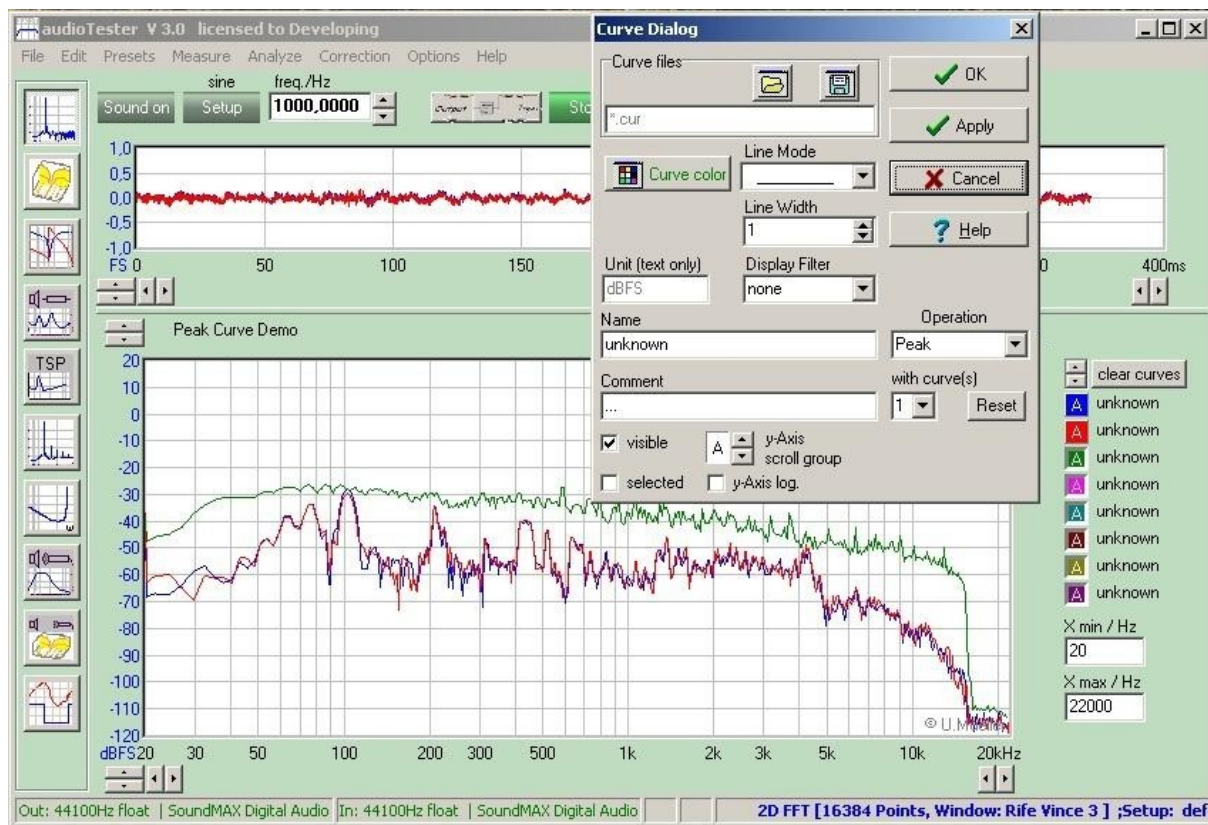 audioTester V 3.0 licensed to Developing
File Edit Presets Measure Analyze Correction Options Help
sine freq./Hz
Sound on Setup 1000,0000
1,0
0,5
0,0
-0,5
-1,0
FS 0 50 100 150 400ms
Curve Dialog
Curve files
*.cur
OK
Apply
Cancel
Help
Curve color
Line Mode
Line Width
1
Unit (text only) Display Filter
dBFS none
Name Operation
unknown Peak
Comment with curve(s)
... 1 Reset
visible A y-Axis scroll group
selected y-Axis log.
TSP
Peak Curve Demo
20
10
0
-10
-20
-30
-40
-50
-60
-70
-80
-90
-100
-110
-120
dBFS 20 30 50 100 200 300 500 1k 2k 3k 5k 10k 20kHz
clear curves
A unknown
A unknown
A unknown
A unknown
A unknown
A unknown
A unknown
A unknown
X min / Hz
20
X max / Hz
22000
Out: 44100Hz float | SoundMAX Digital Audio In: 44100Hz float | SoundMAX Digital Audio 2D FFT [16384 Points, Window: Rife Vince 3 ] ;Setup: def